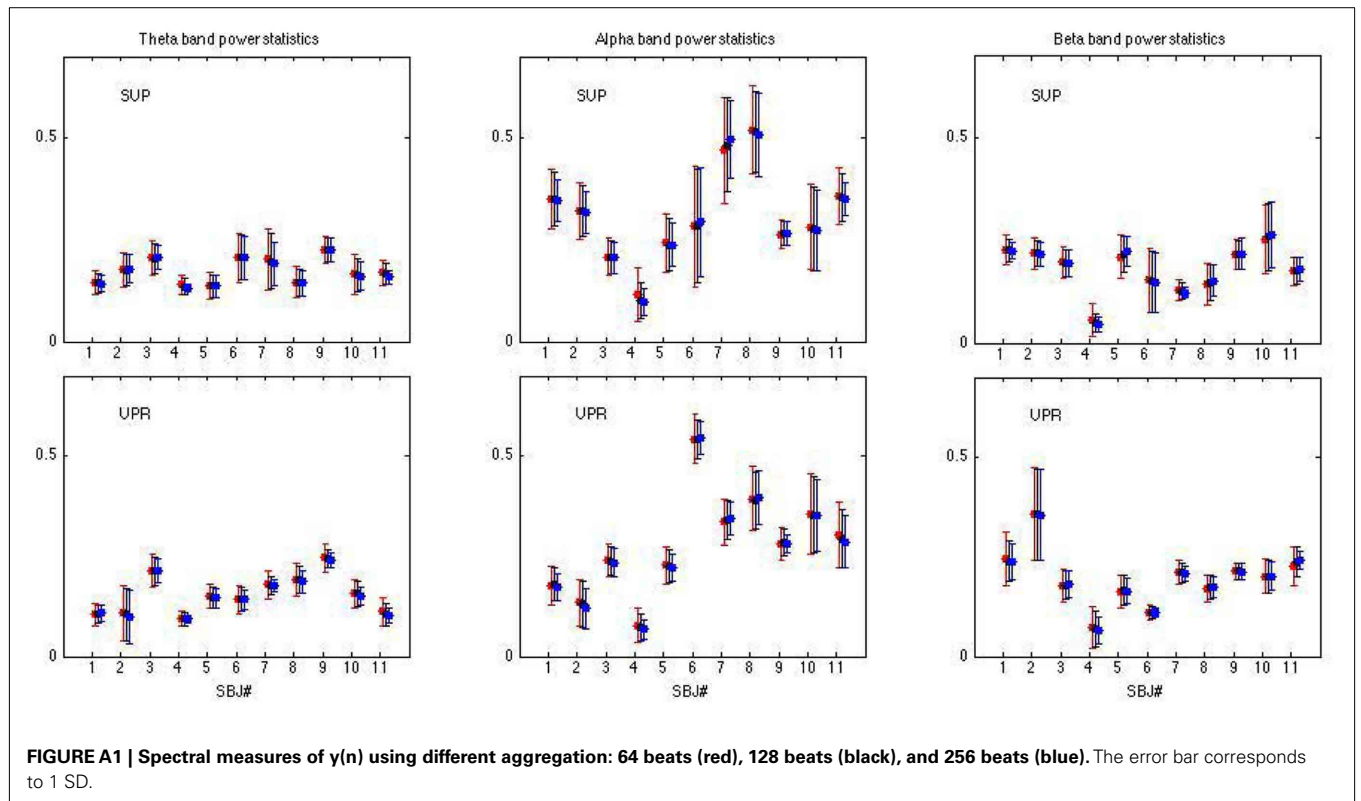 Theta band power statistics
Alpha band power statistics
Beta band power statistics
SUP
0.5
0
1 2 3 4 5 6 7 8 9 10 11
SUP
0.5
0
1 2 3 4 5 6 7 8 9 10 11
SUP
0.5
0
1 2 3 4 5 6 7 8 9 10 11
UPR
0.5
0
1 2 3 4 5 6 7 8 9 10 11
SBJ#
UPR
0.5
0
1 2 3 4 5 6 7 8 9 10 11
SBJ#
UPR
0.5
0
1 2 3 4 5 6 7 8 9 10 11
SBJ#
FIGURE A1 | Spectral measures of γ(n) using different aggregation: 64 beats (red), 128 beats (black), and 256 beats (blue). The error bar corresponds
to 1 SD.